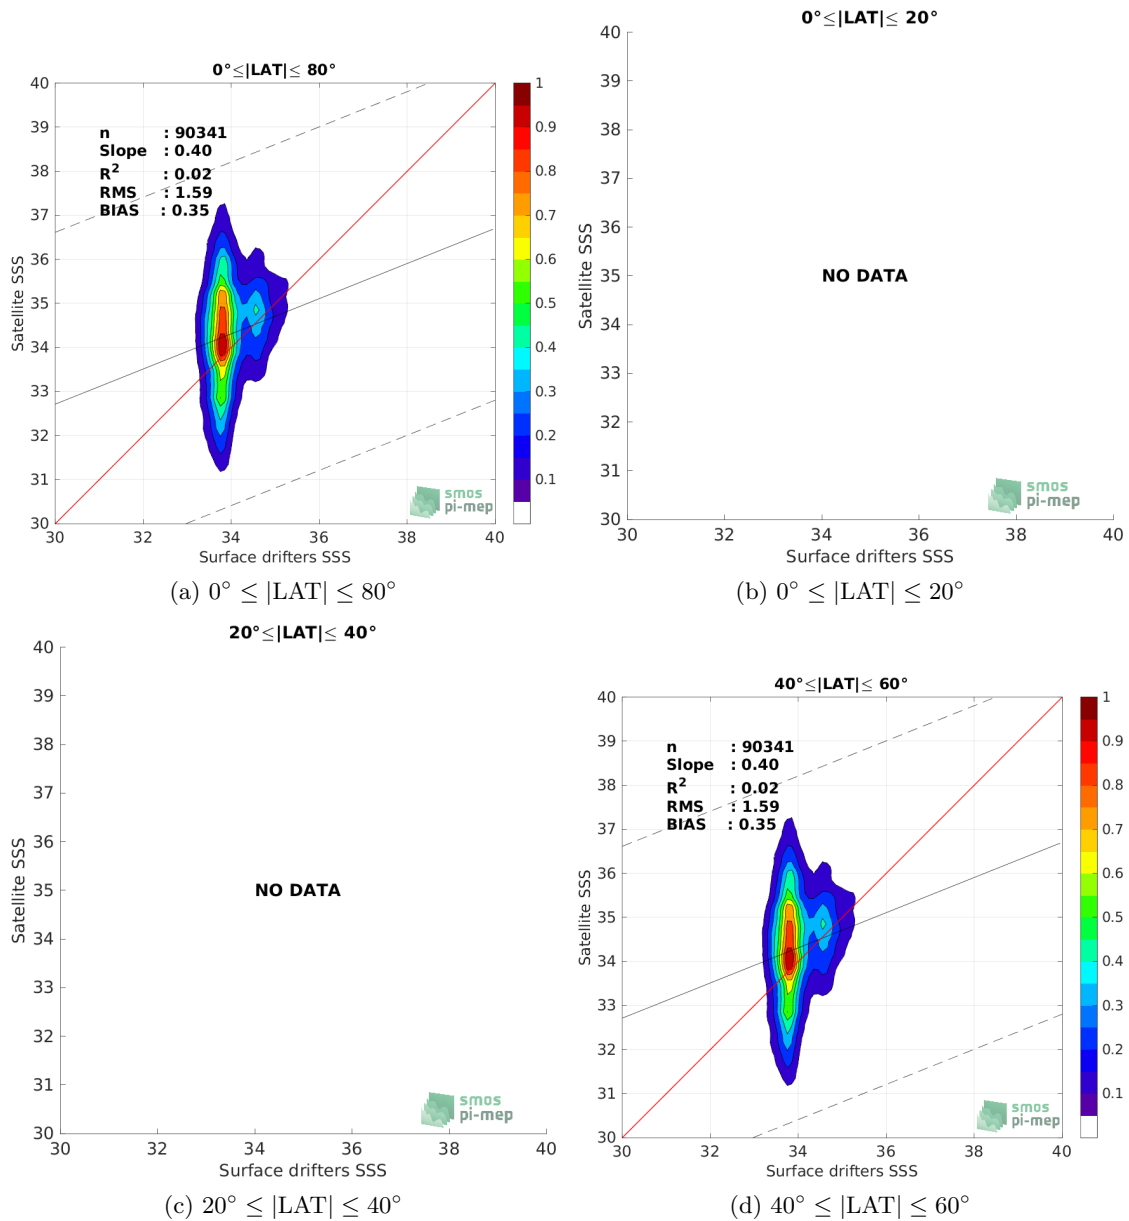 0°≤|LAT|≤ 80°
40
39
38
37
36
35
34
33
32
31
30
Satellite SSS
n : 90341
Slope : 0.40
R² : 0.02
RMS : 1.59
BIAS : 0.35
30 32 34 36 38 40
Surface drifters SSS
smos
pi-mep
1
0.9
0.8
0.7
0.6
0.5
0.4
0.3
0.2
0.1
(a) 0° ≤ |LAT| ≤ 80°
0°≤|LAT|≤ 20°
40
39
38
37
36
35
34
33
32
31
30
Satellite SSS
NO DATA
30 32 34 36 38 40
Surface drifters SSS
smos
pi-mep
(b) 0° ≤ |LAT| ≤ 20°
20°≤|LAT|≤ 40°
40
39
38
37
36
35
34
33
32
31
30
Satellite SSS
NO DATA
30 32 34 36 38 40
Surface drifters SSS
smos
pi-mep
(c) 20° ≤ |LAT| ≤ 40°
40°≤|LAT|≤ 60°
40
39
38
37
36
35
34
33
32
31
30
Satellite SSS
n : 90341
Slope : 0.40
R² : 0.02
RMS : 1.59
BIAS : 0.35
30 32 34 36 38 40
Surface drifters SSS
smos
pi-mep
1
0.9
0.8
0.7
0.6
0.5
0.4
0.3
0.2
0.1
(d) 40° ≤ |LAT| ≤ 60°